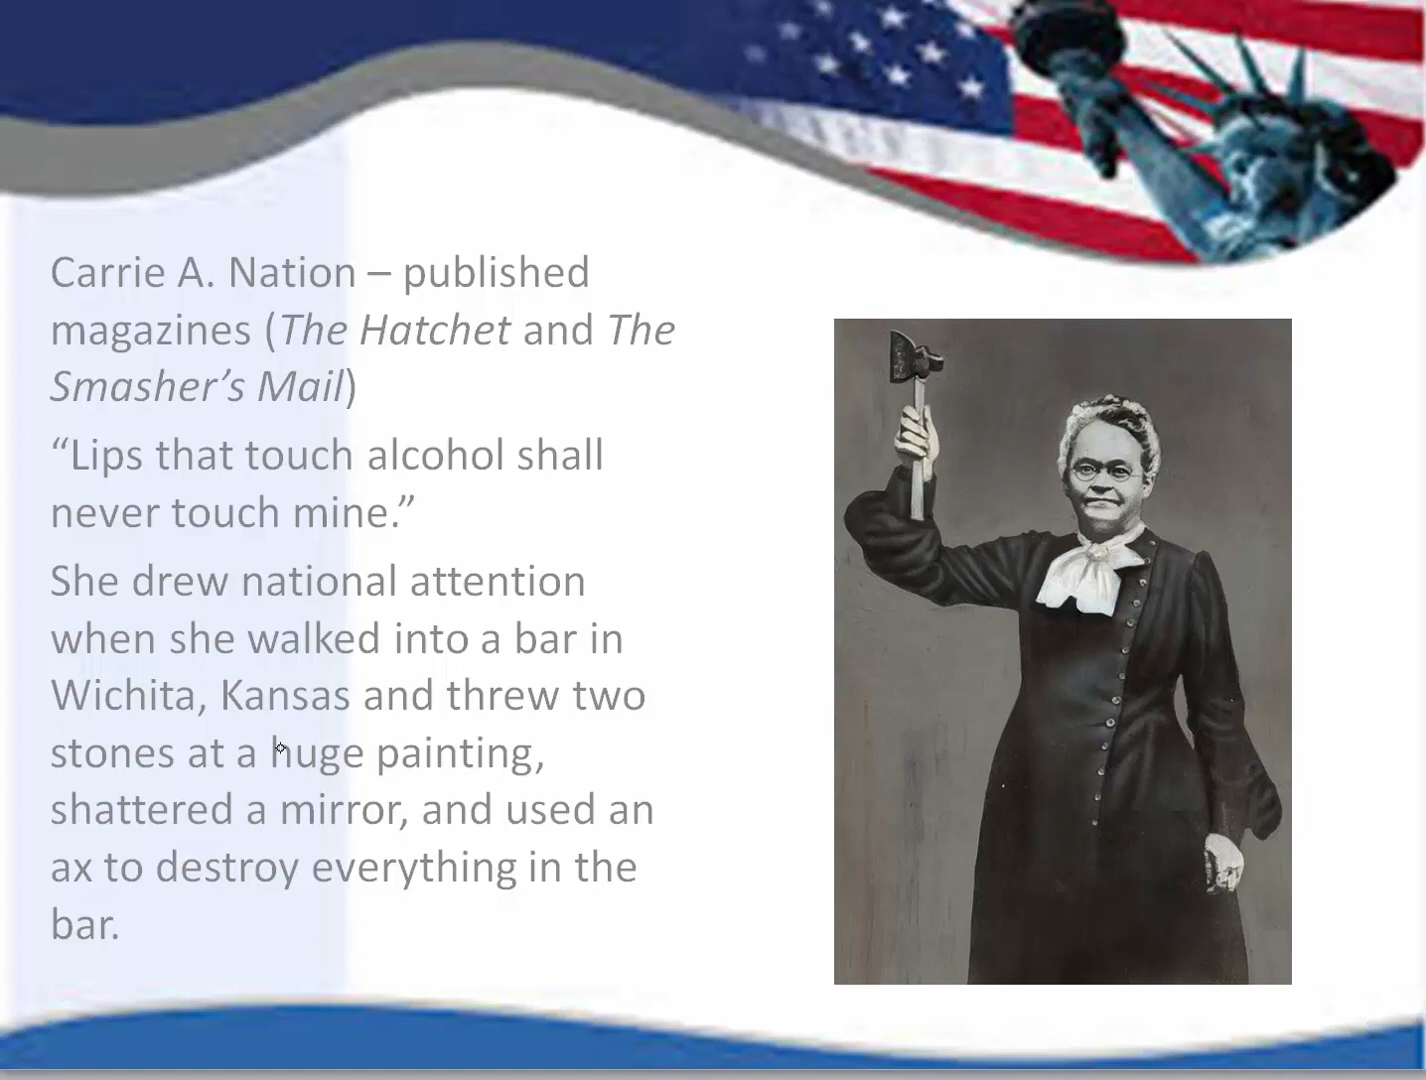 Carrie A. Nation – published
magazines (The Hatchet and The
Smasher’s Mail)
“Lips that touch alcohol shall
never touch mine.”
She drew national attention
when she walked into a bar in
Wichita, Kansas and threw two
stones at a huge painting,
shattered a mirror, and used an
ax to destroy everything in the
bar.